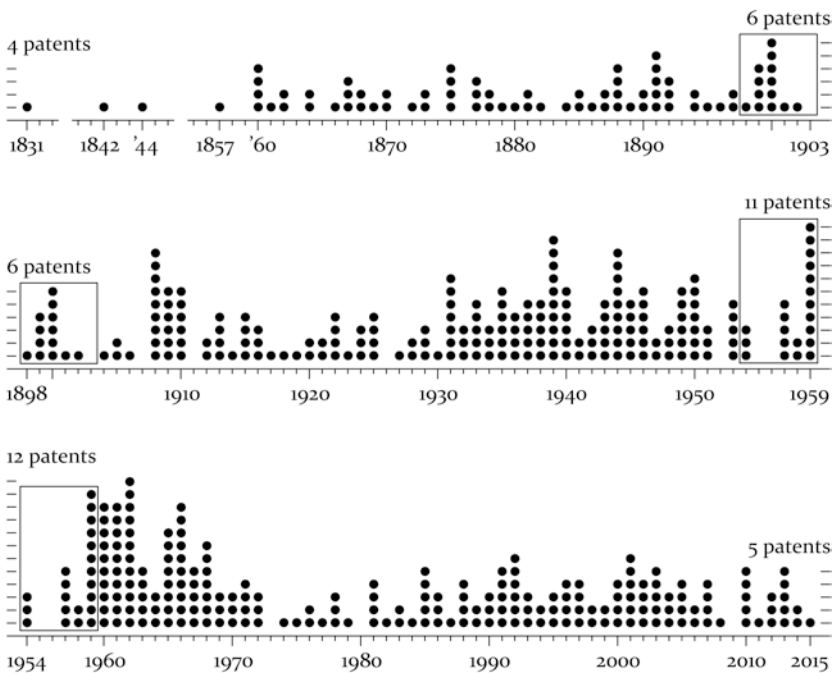 6 patents
4 patents
1831 1842 ’44 1857 ’60 1870 1880 1890 1903
11 patents
6 patents
1898 1910 1920 1930 1940 1950 1959
12 patents
5 patents
1954 1960 1970 1980 1990 2000 2010 2015